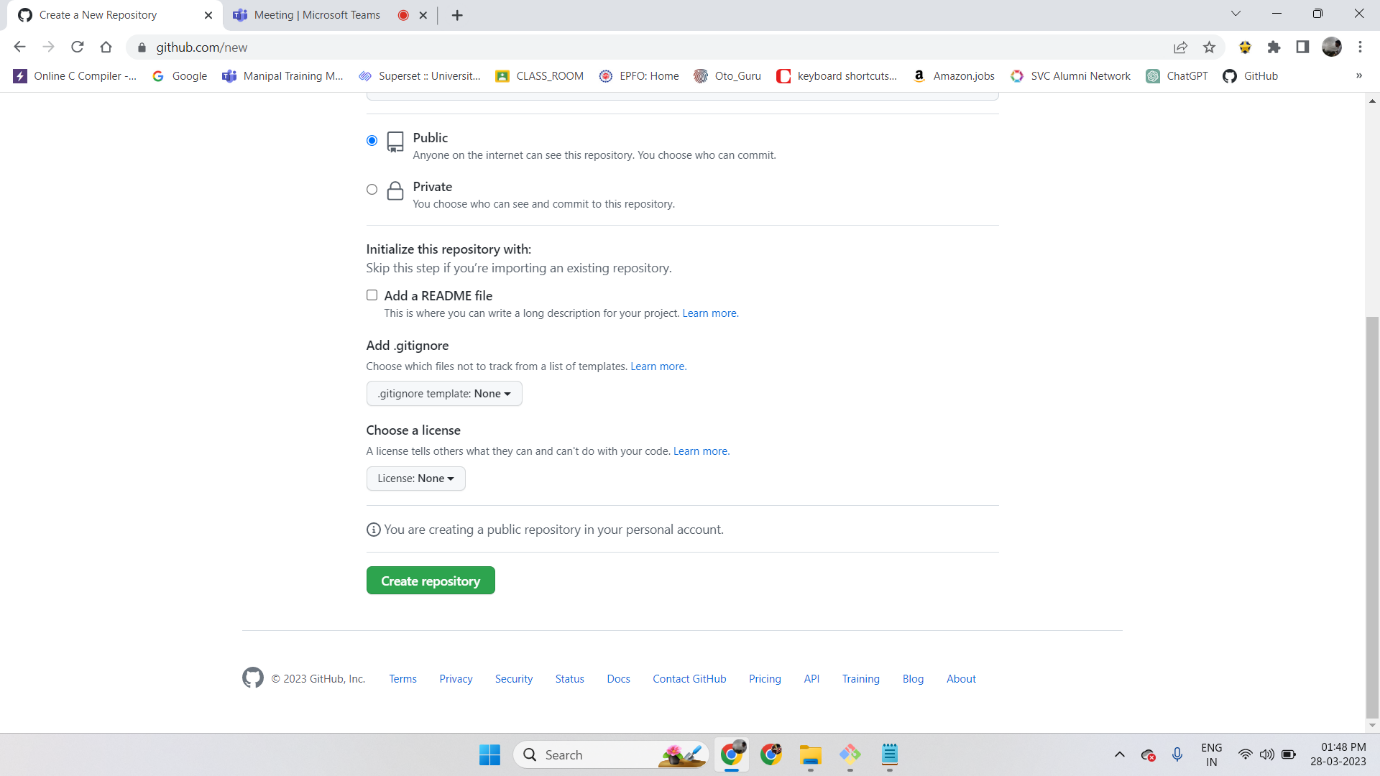 Create a New Repository
Meeting | Microsoft Teams
github.com/new
Online C Compiler -...
Google
Manipal Training M...
Superset :: Universit...
CLASS_ROOM
EPFO: Home
Oto_Guru
keyboard shortcuts...
Amazon.jobs
SVC Alumni Network
ChatGPT
GitHub
»
Public
Anyone on the internet can see this repository. You choose who can commit.
Private
You choose who can see and commit to this repository.
Initialize this repository with:
Skip this step if you're importing an existing repository.
Add a README file
This is where you can write a long description for your project. Learn more.
Add .gitignore
Choose which files not to track from a list of templates. Learn more.
.gitignore template: None
Choose a license
A license tells others what they can and can't do with your code. Learn more.
License: None
You are creating a public repository in your personal account.
Create repository
© 2023 GitHub, Inc. Terms Privacy Security Status Docs Contact GitHub Pricing API Training Blog About
Search
ENG
IN
01:48 PM
28-03-2023